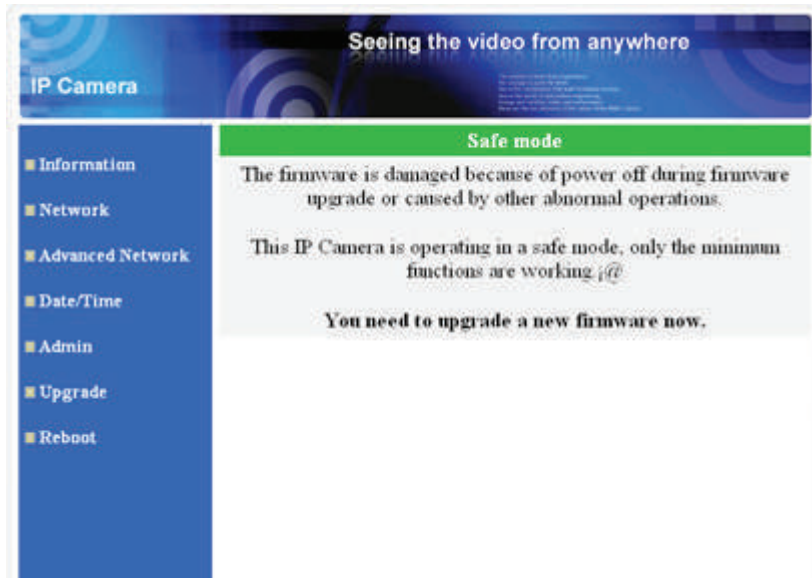 Seeing the video from anywhere
IP Camera
Information
Network
Advanced Network
Date/Time
Admin
Upgrade
Reboot
Safe mode
The firmware is damaged because of power off during firmware
upgrade or caused by other abnormal operations.
This IP Camera is operating in a safe mode, only the minimum
functions are working.¡@
You need to upgrade a new firmware now.